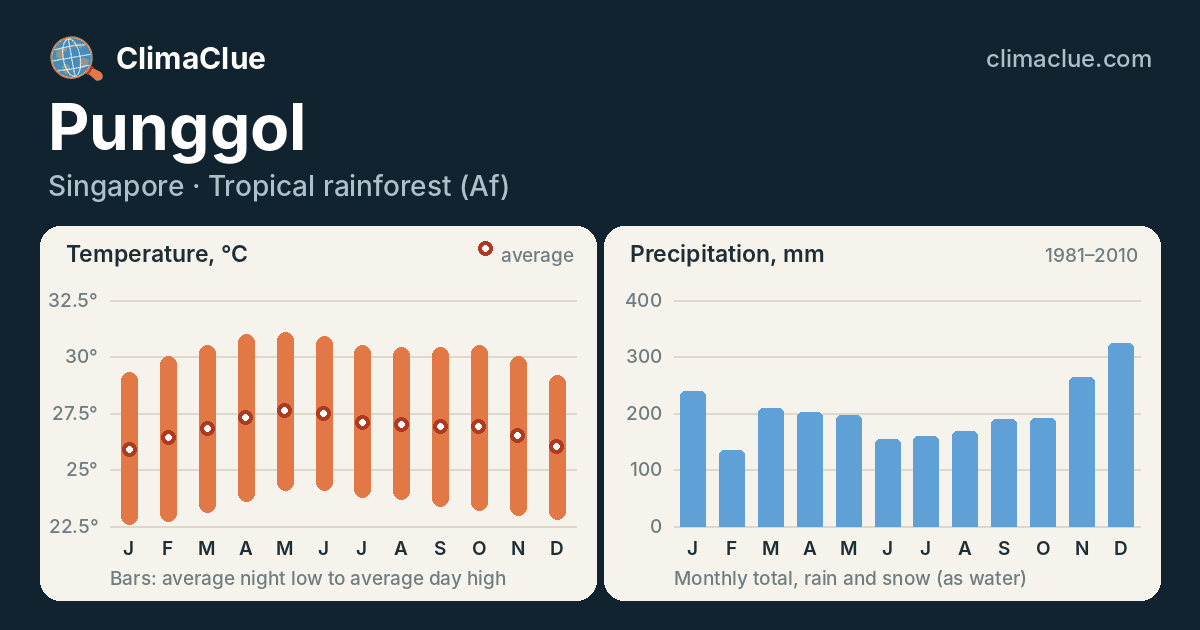 ClimaClue
climaclue.com
Punggol
Singapore · Tropical rainforest (Af)
Temperature, °C
average
32.5°
30°
27.5°
25°
22.5°
J F M A M J J A S O N D
Bars: average night low to average day high
Precipitation, mm
1981–2010
400
300
200
100
0
J F M A M J J A S O N D
Monthly total, rain and snow (as water)